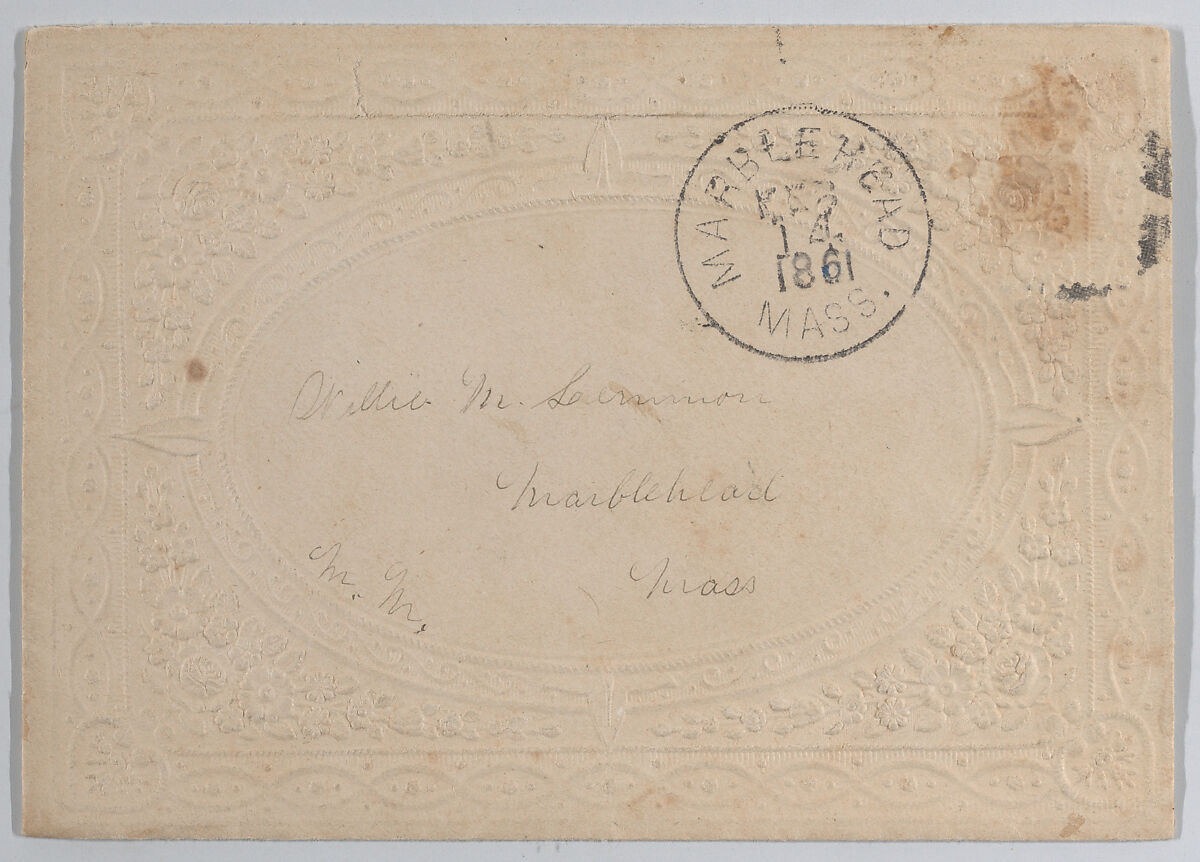 MARBLEHEAD
FEB
14
1861
MASS.
Willie M. Lemmon
Marblehead
Mass
M. M.